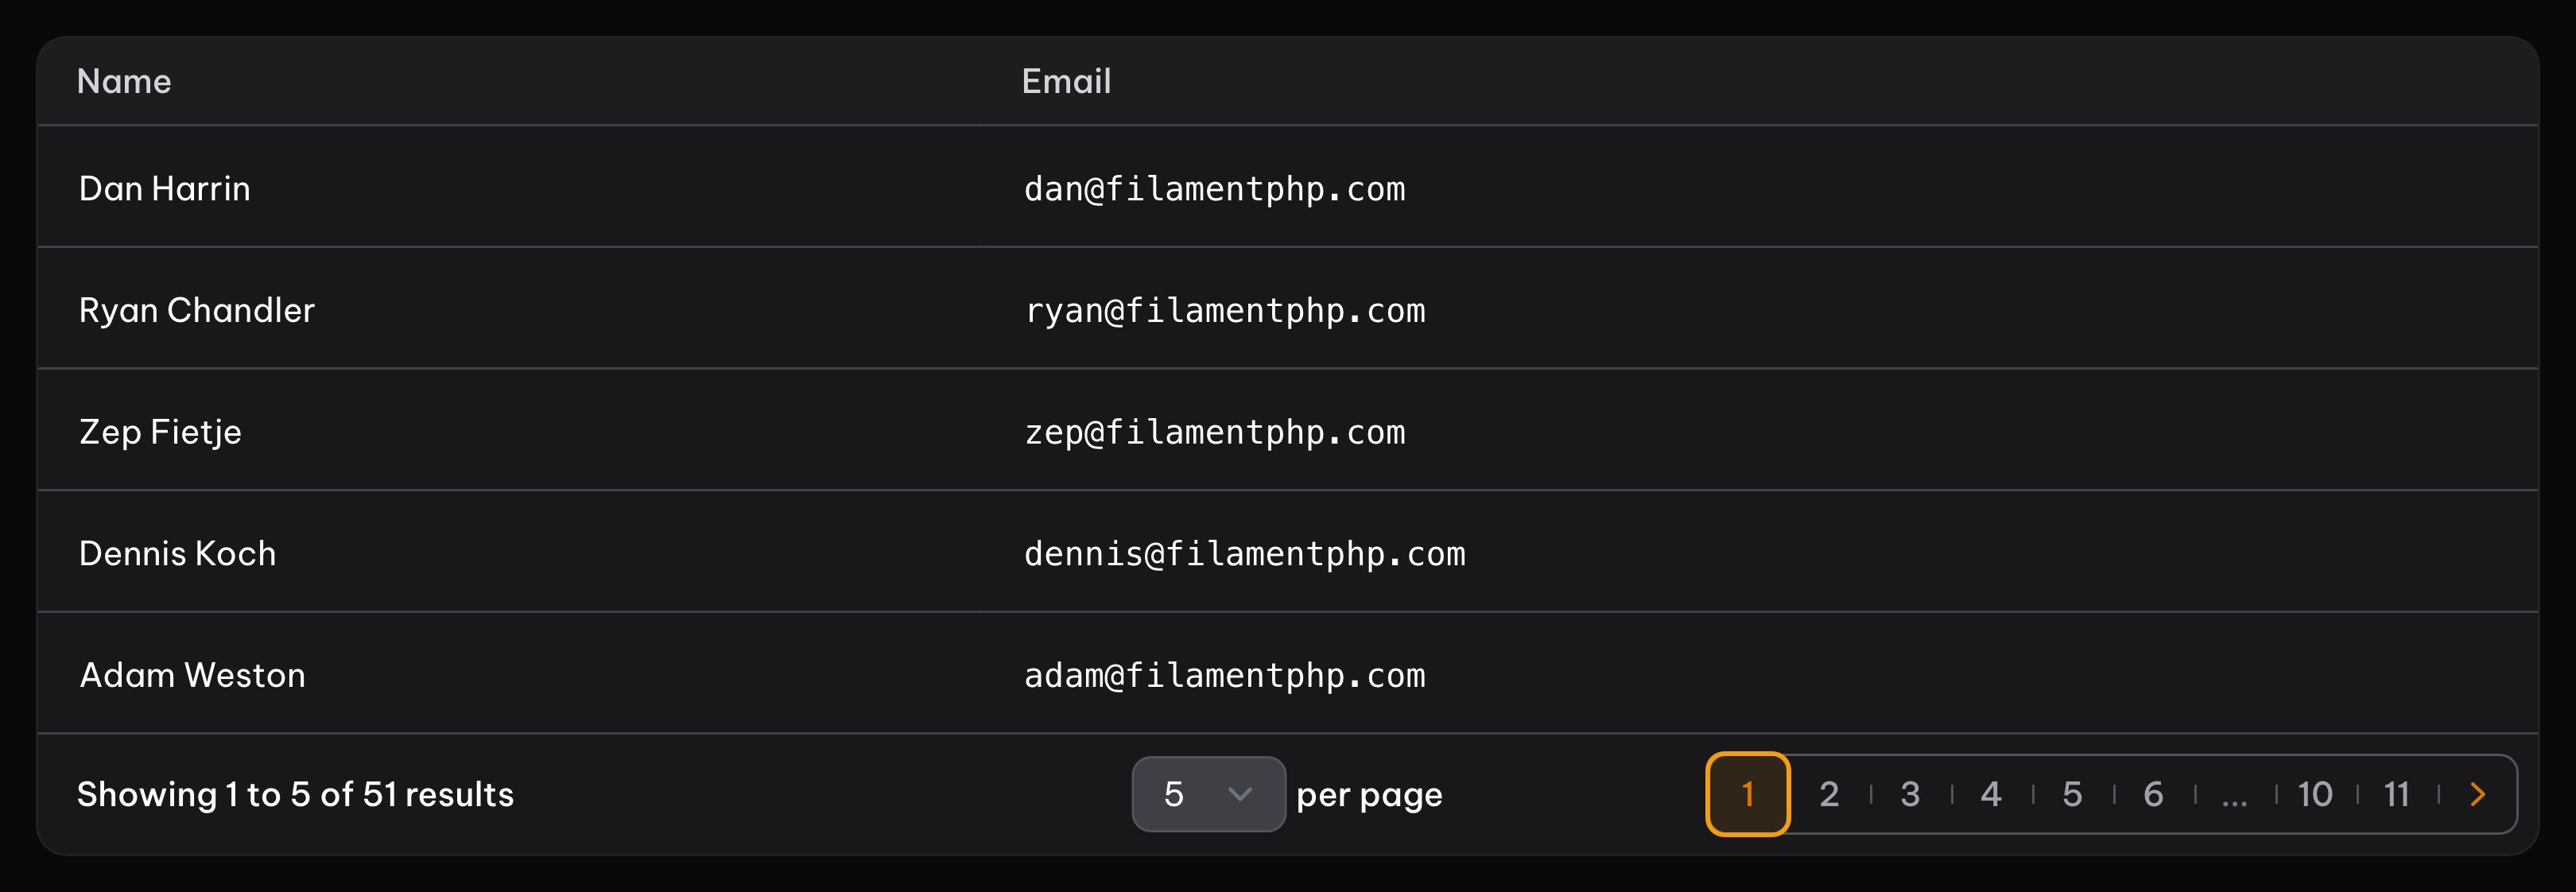 Name Email
Dan Harrin dan@filamentphp.com
Ryan Chandler ryan@filamentphp.com
Zep Fietje zep@filamentphp.com
Dennis Koch dennis@filamentphp.com
Adam Weston adam@filamentphp.com
Showing 1 to 5 of 51 results 5 per page 1 2 3 4 5 6 ... 10 11